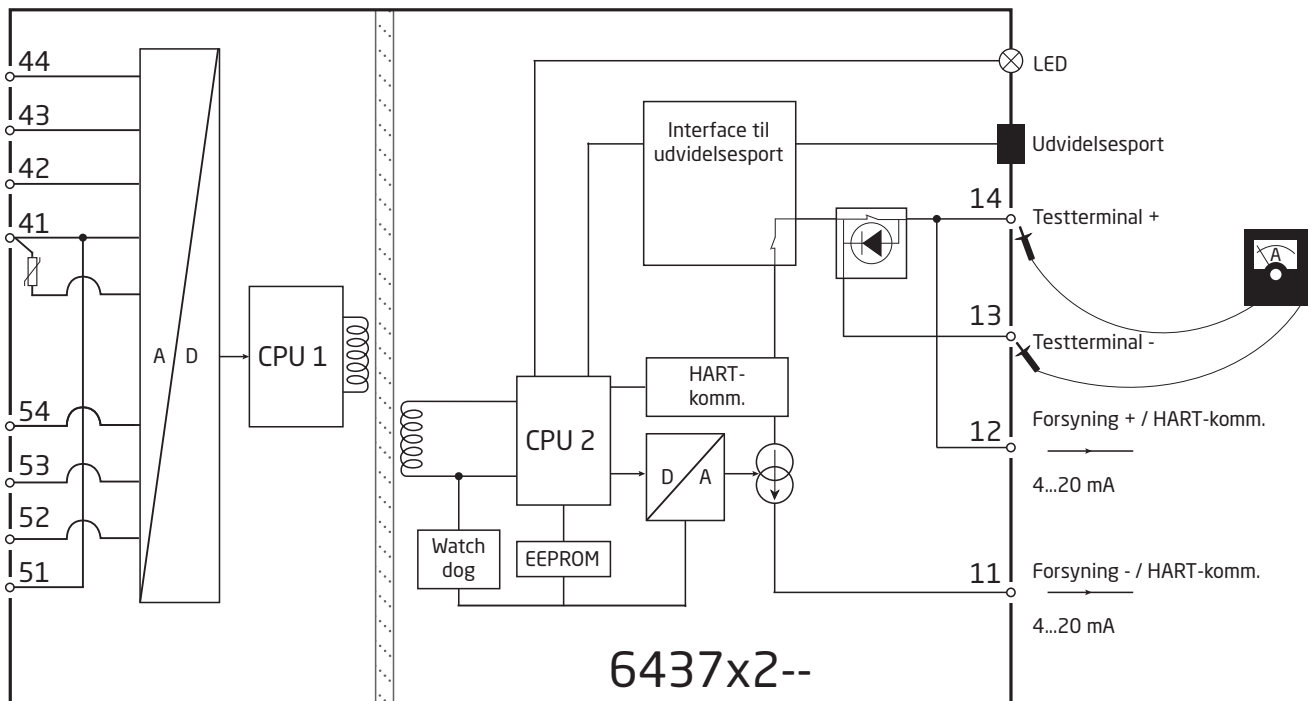 44
43
42
41
54
53
52
51
A
D
CPU 1
CPU 2
Watch
dog
EEPROM
D
A
HART-
komm.
Interface til
udvidelsesport
LED
Udvidelsesport
14
Testterminal +
A
13
Testterminal -
Forsyning + / HART-komm.
12
4...20 mA
11
Forsyning - / HART-komm.
4...20 mA
6437x2--